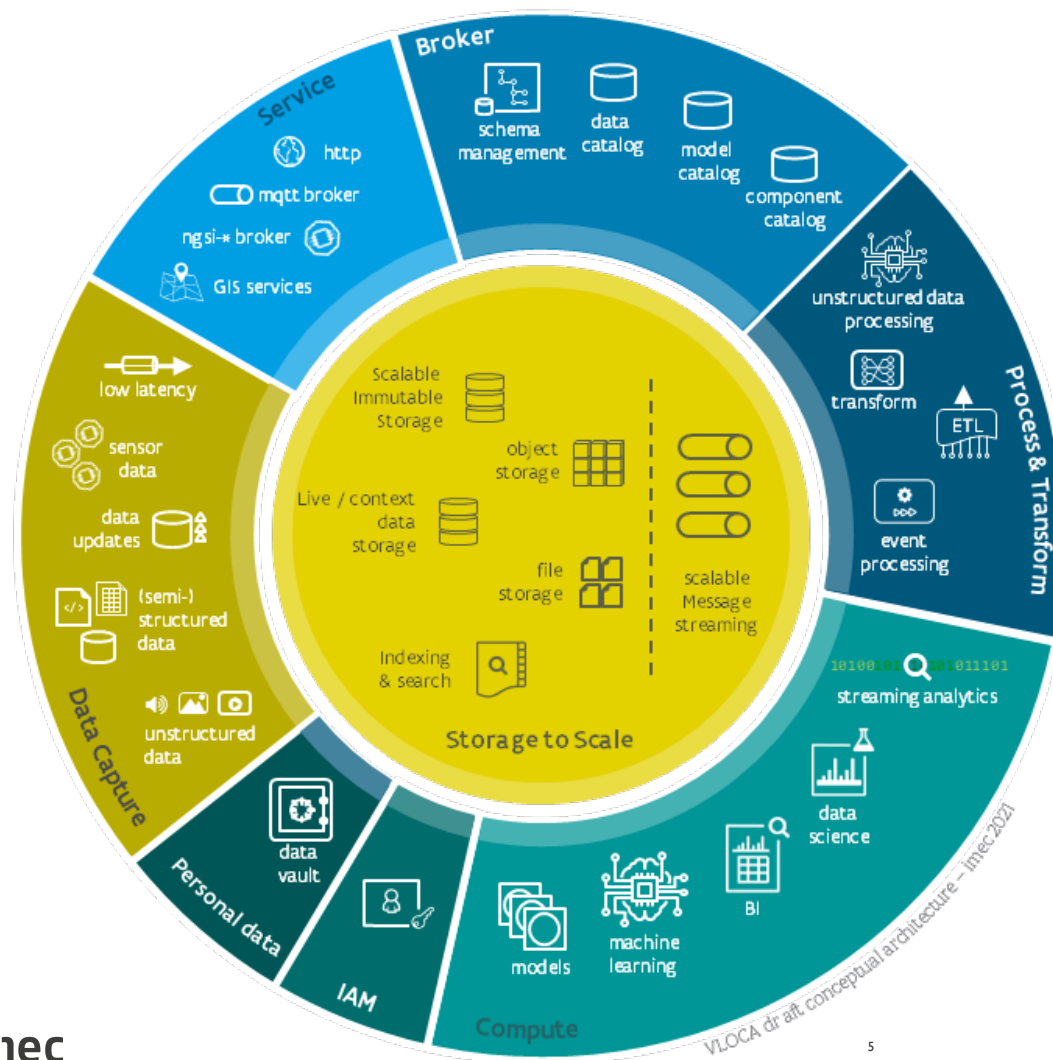 Broker
schema
management
data
catalog
model
catalog
component
catalog
Service
http
mqtt broker
ngsi-* broker
GIS services
unstructured data
processing
transform
ETL
event
processing
Process & Transform
low latency
sensor
data
data
updates
</>
(semi-)
structured
data
unstructured
data
Data Capture
Scalable
Immutable
Storage
object
storage
Live / context
data
storage
file
storage
scalable
Message
streaming
Indexing
& search
Storage to Scale
streaming analytics
data
science
BI
machine
learning
models
Compute
data
vault
Personal data
IAM
VLOCA draft conceptual architecture – imec2021
5